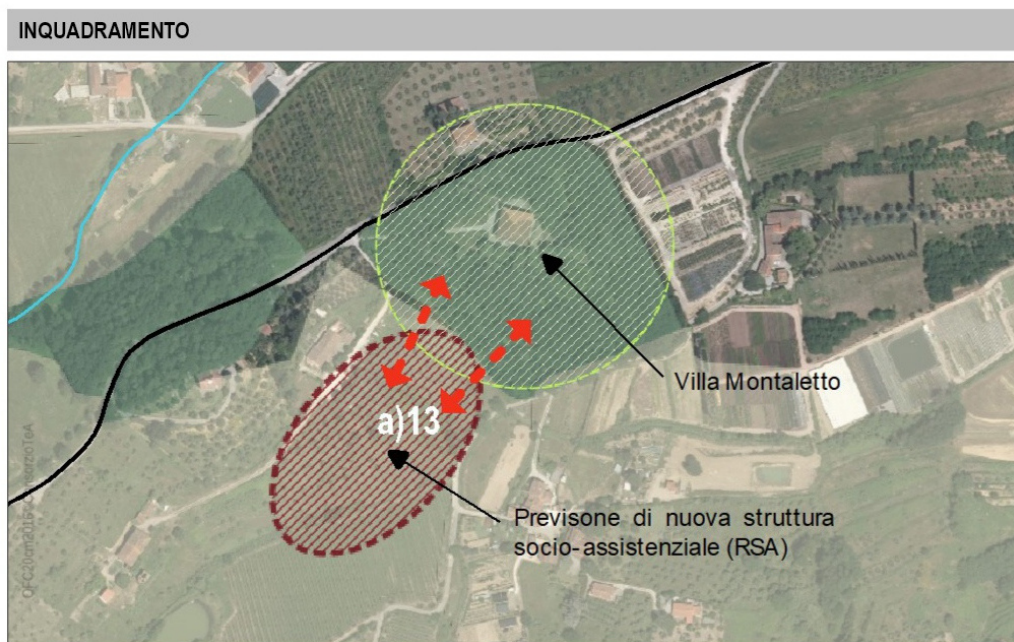 INQUADRAMENTO
Villa Montaletto
a)13
Previsone di nuova struttura
socio-assistenziale (RSA)